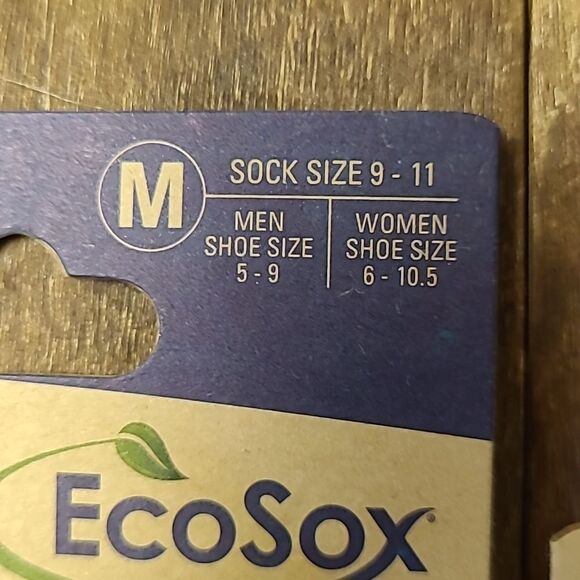 M
SOCK SIZE 9 - 11
MEN
SHOE SIZE
5 - 9
WOMEN
SHOE SIZE
6 - 10.5
EcoSox®